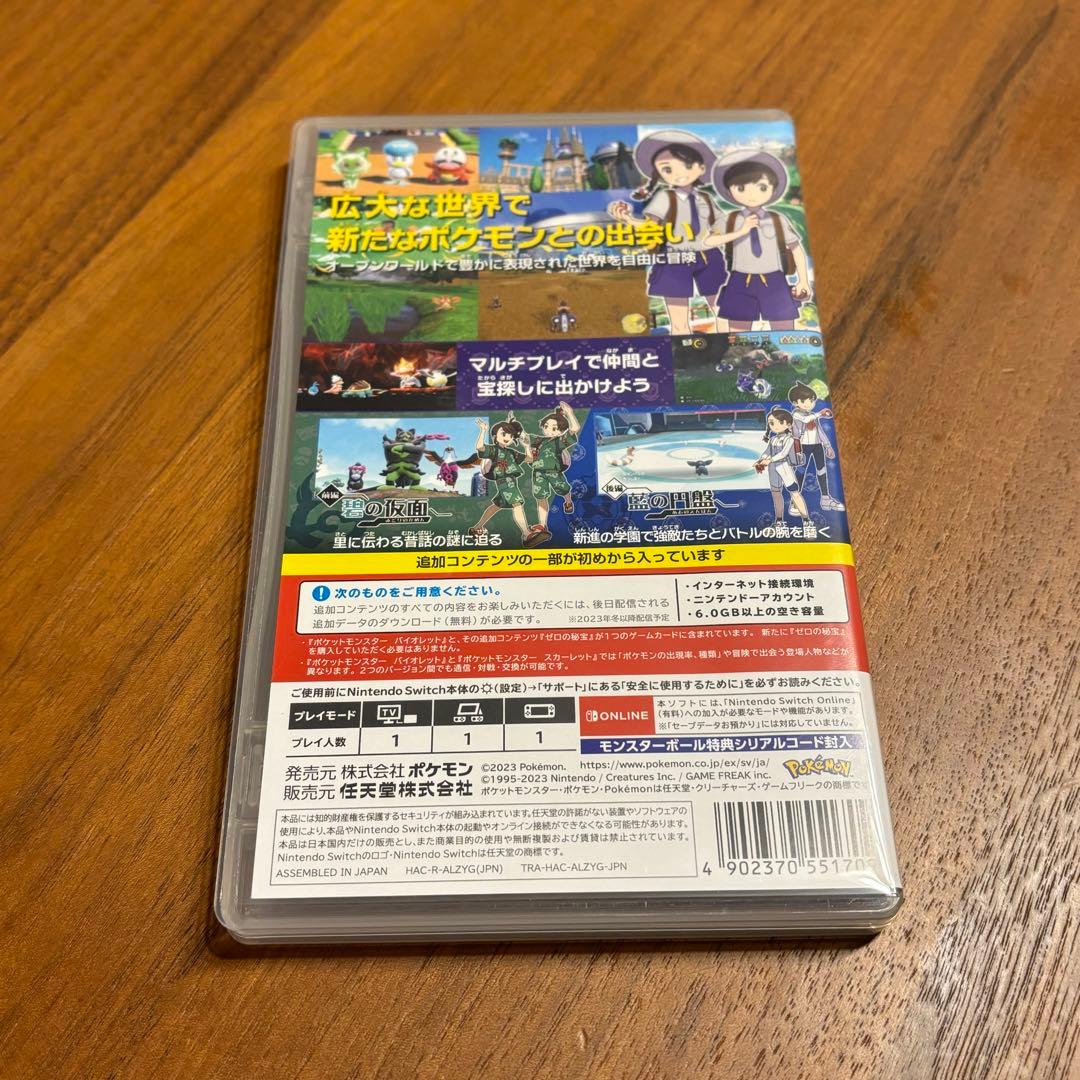 広大な世界で
新たなポケモンとの出会い
オープンワールドで豊かに表現された世界を自由に冒険
マルチプレイで仲間と
宝探しに出かけよう
前編 碧の仮面
里に伝わる昔話の謎に迫る
後編 藍の円盤
新進の学園で強敵たちとバトルの腕を磨く
追加コンテンツの一部が初めから入っています
! 次のものをご用意ください。
追加コンテンツのすべての内容をお楽しみいただくには、後日配信される
追加データのダウンロード(無料)が必要です。 ※2023年冬以降配信予定
・インターネット接続環境
・ニンテンドーアカウント
・6.0GB以上の空き容量
・『ポケットモンスター バイオレット』と、その追加コンテンツ『ゼロの秘宝』が1つのゲームカードに含まれています。 新たに『ゼロの秘宝』
を購入していただく必要はありません。
・『ポケットモンスター バイオレット』と『ポケットモンスター スカーレット』では「ポケモンの出現率、種類」や冒険で出会う登場人物などが
異なります。2つのバージョン間でも通信・対戦・交換が可能です。
ご使用前にNintendo Switch本体の(設定)→「サポート」にある「安全に使用するために」を必ずお読みください。
プレイモード TV
プレイ人数 1 1 1
ONLINE
本ソフトには、「Nintendo Switch Online」
(有料)への加入が必要なモードや機能があります。
※「セーブデータお預かり」には対応していません。
モンスターボール特典シリアルコード封入
発売元 株式会社 ポケモン
販売元 任天堂株式会社
©2023 Pokémon. https://www.pokemon.co.jp/ex/sv/ja/
©1995-2023 Nintendo / Creatures Inc. / GAME FREAK inc.
ポケットモンスター・ポケモン・Pokémonは任天堂・クリーチャーズ・ゲームフリークの商標です
Pokémon
本品には知的財産権を保護するセキュリティが組み込まれています。任天堂の許諾がない装置やソフトウェアの
使用により、本品やNintendo Switch本体の起動やオンライン接続ができなくなる可能性があります。
本品は日本国内だけの販売とし、また商業目的の使用や無断複製および賃貸は禁止されています。
Nintendo Switchのロゴ・Nintendo Switchは任天堂の商標です。
ASSEMBLED IN JAPAN HAC-R-ALZYG(JPN) TRA-HAC-ALZYG-JPN
4 902370 55170